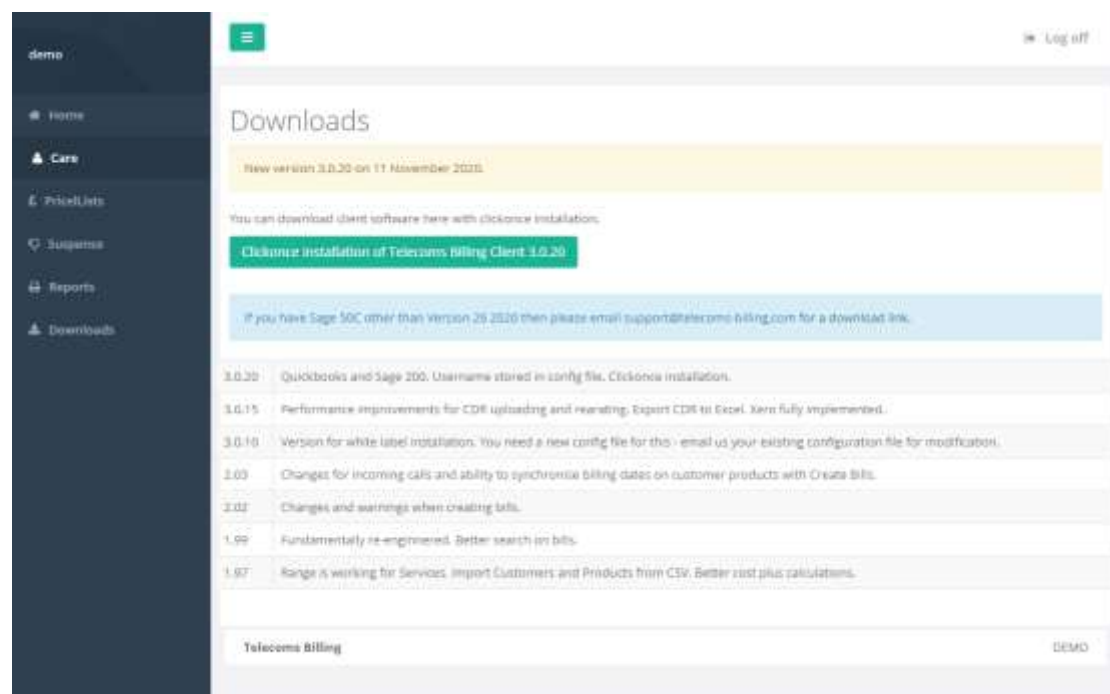 demo
Log off
Home
Care
PriceLists
Suspense
Reports
Downloads
Downloads
New version 3.0.20 on 11 November 2020.
You can download client software here with clickonce installation.
Clickonce installation of Telecoms Billing Client 3.0.20
If you have Sage 50C other than Version 26 2020 then please email support@telecoms-billing.com for a download link.
3.0.20 Quickbooks and Sage 200. Username stored in config file. Clickonce installation.
3.0.15 Performance improvements for CDR uploading and rearating. Export CDR to Excel. Xero fully implemented.
3.0.10 Version for white label installation. You need a new config file for this - email us your existing configuration file for modification.
2.03 Changes for incoming calls and ability to synchronise billing dates on customer products with Create Bills.
2.02 Changes and warnings when creating bills.
1.99 Fundamentally re-enginnered. Better search on bills.
1.97 Range is working for Services. Import Customers and Products from CSV. Better cost plus calculations.
Telecoms Billing
DEMO